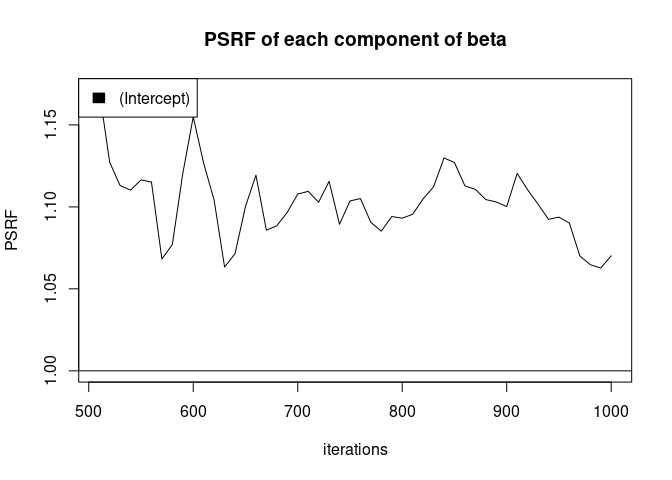 PSRF of each component of beta
(Intercept)
PSRF
1.15
1.10
1.05
1.00
500 600 700 800 900 1000
iterations